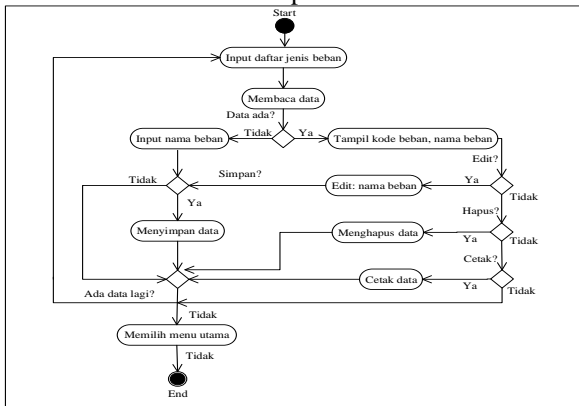 Start
Input daftar jenis beban
Membaca data
Data ada?
Input nama beban
Tidak
Ya
Tampil kode beban, nama beban
Edit?
Tidak
Simpan?
Edit: nama beban
Ya
Tidak
Ya
Hapus?
Menyimpan data
Menghapus data
Ya
Tidak
Cetak?
Ada data lagi?
Cetak data
Ya
Tidak
Tidak
Memilih menu utama
Tidak
End